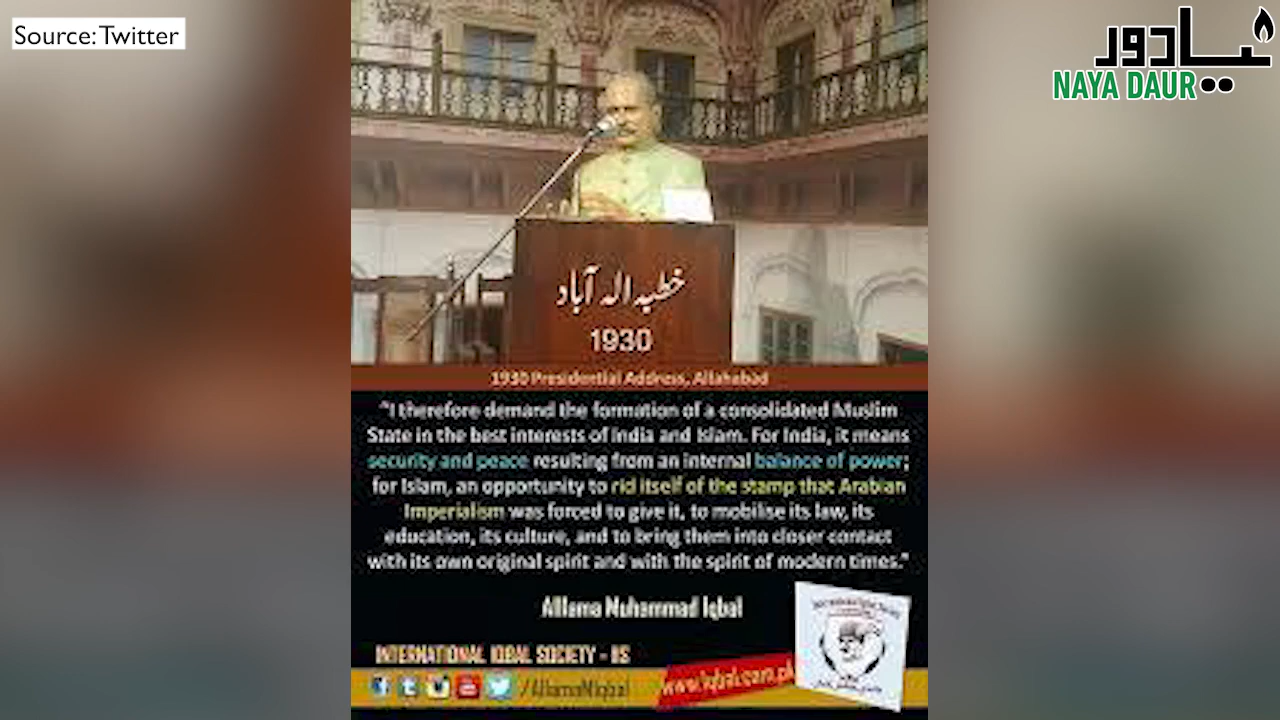 Source: Twitter
نیادور
NAYA DAUR
خطبہ الہ آباد
1930
1930 Presidential Address, Allahabad
"I therefore demand the formation of a consolidated Muslim
State in the best interests of India and Islam. For India, it means
security and peace resulting from an internal balance of power;
for Islam, an opportunity to rid itself of the stamp that Arabian
Imperialism was forced to give it, to mobilise its law, its
education, its culture, and to bring them into closer contact
with its own original spirit and with the spirit of modern times."
Alllama Muhammad Iqbal
INTERNATIONAL IQBAL SOCIETY - IIS
/AllamaMIqbal
www.iqbal.com.pk